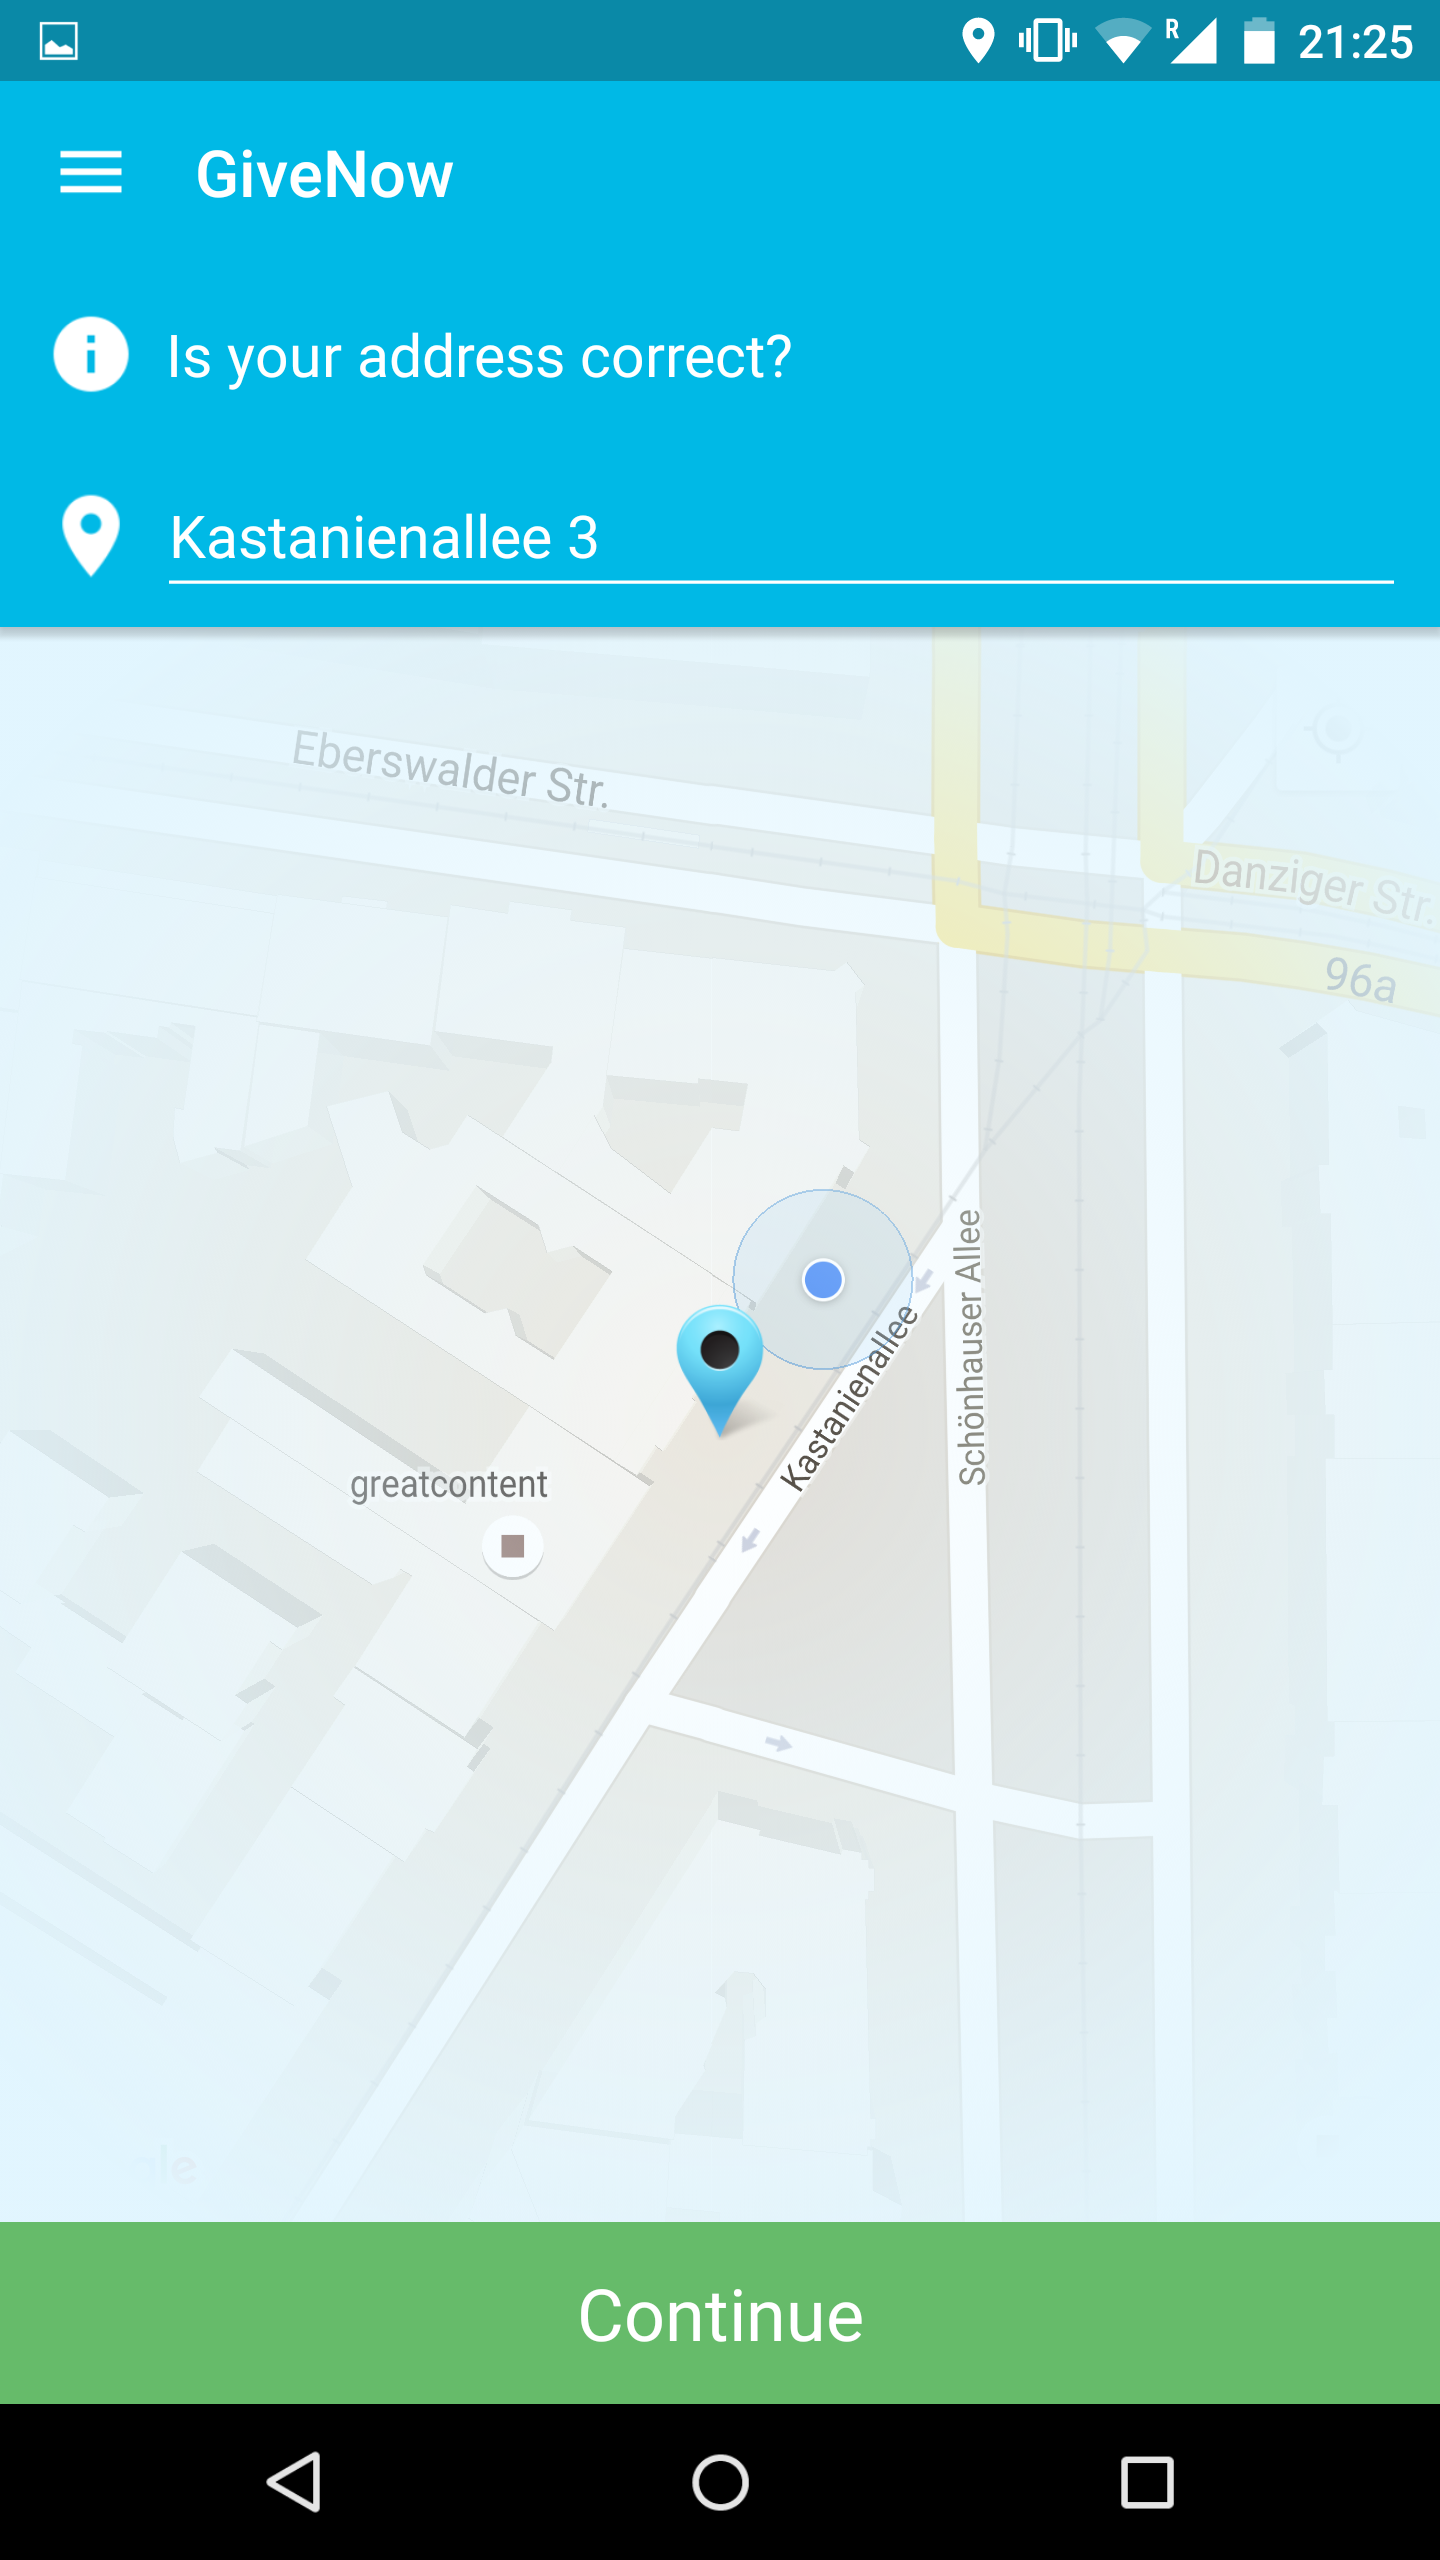 R
21:25
GiveNow
Is your address correct?
Kastanienallee 3
Eberswalder Str.
Danziger Str.
96a
Schönhauser Allee
Kastanienallee
greatcontent
Continue